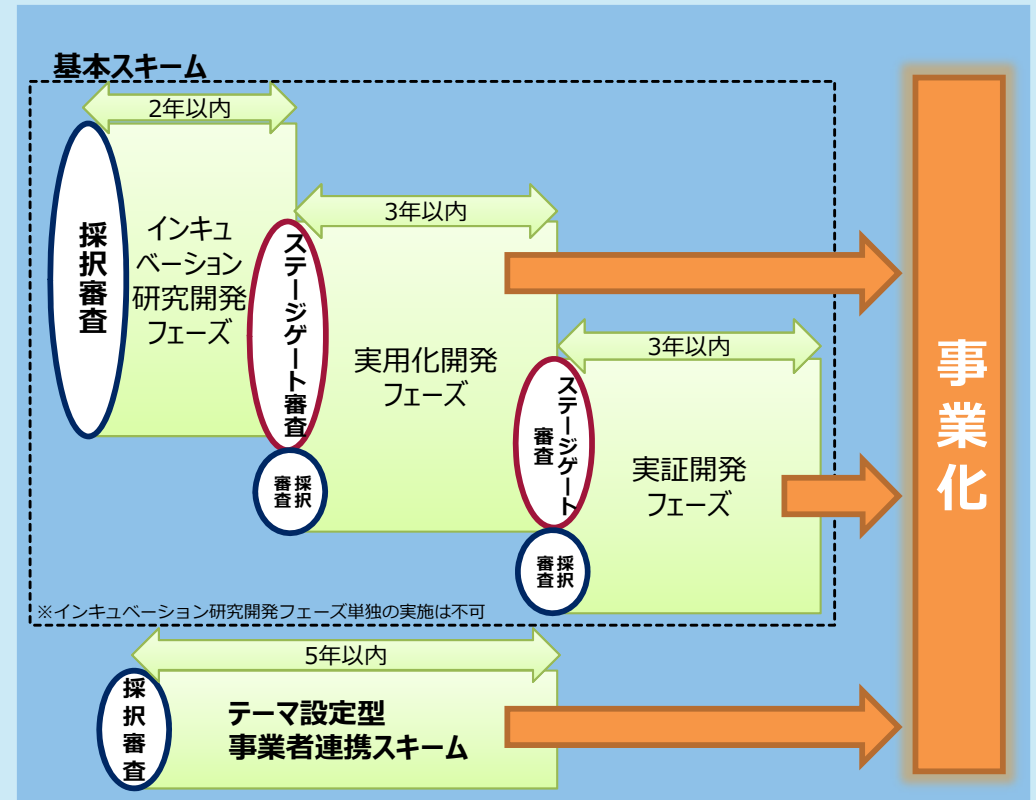 基本スキーム
2年以内
採択審査
インキュ
ベーション
研究開発
フェーズ
3年以内
ステージゲート審査
採択
審査
実用化開発
フェーズ
3年以内
ステージゲート
審査
採択
審査
実証開発
フェーズ
※インキュベーション研究開発フェーズ単独の実施は不可
5年以内
採択審査
テーマ設定型
事業者連携スキーム
事業化